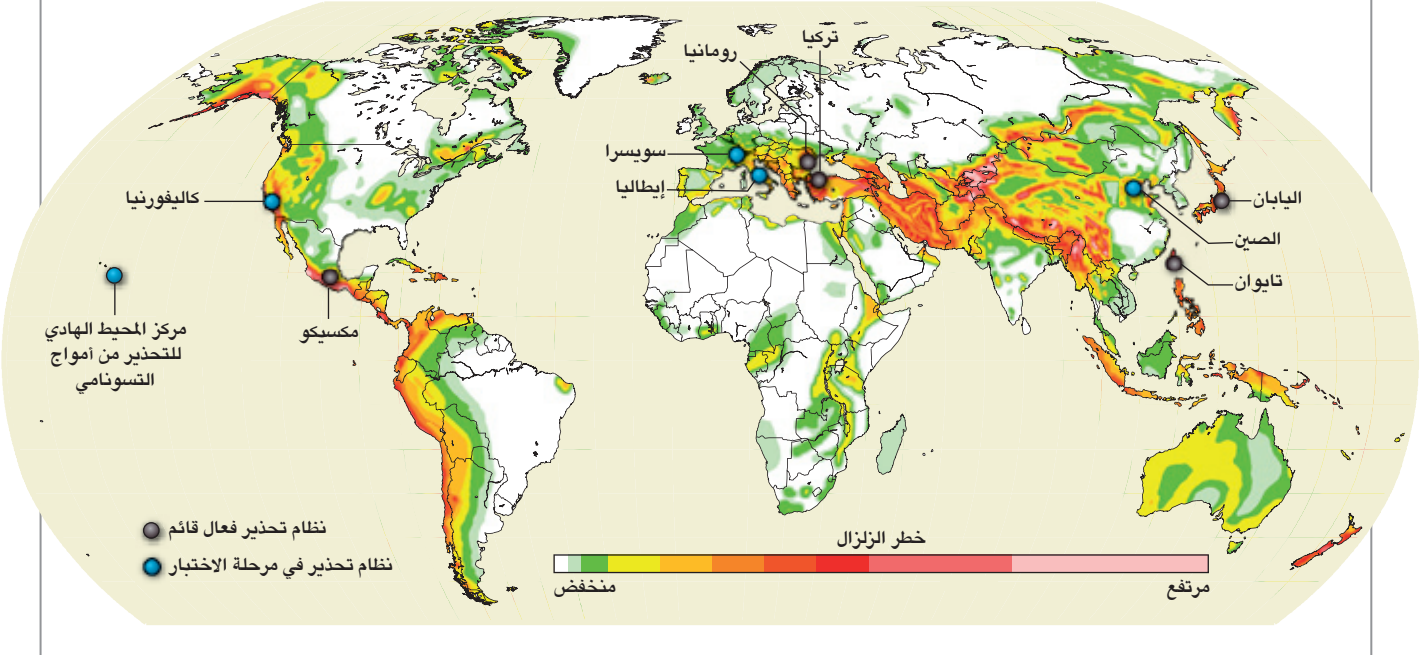 تركيا
رومانيا
سويسرا
إيطاليا
كاليفورنيا
اليابان
الصين
تايوان
مكسيكو
مركز المحيط الهادي
للتحذير من أمواج
التسونامي
نظام تحذير فعال قائم
نظام تحذير في مرحلة الاختبار
خطر الزلزال
منخفض
مرتفع